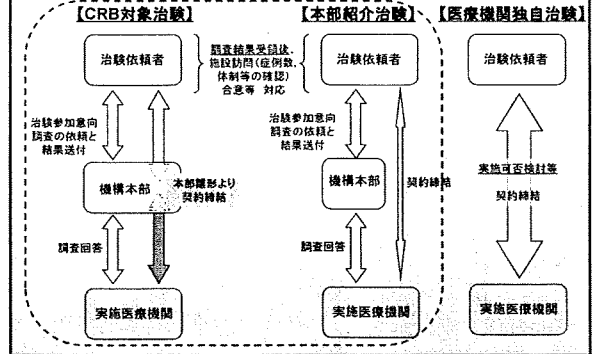 【CRB対象治験】
【本部紹介治験】
【医療機関独自治験】
治験依頼者
調査結果受領後、
施設訪問(症例数、
体制等の確認)
合意等 対応
治験依頼者
治験依頼者
治験参加意向
調査の依頼と
結果送付
治験参加意向
調査の依頼と
結果送付
機構本部
本部雛形より
契約締結
機構本部
契約締結
実施可否検討等
契約締結
調査回答
調査回答
実施医療機関
実施医療機関
実施医療機関